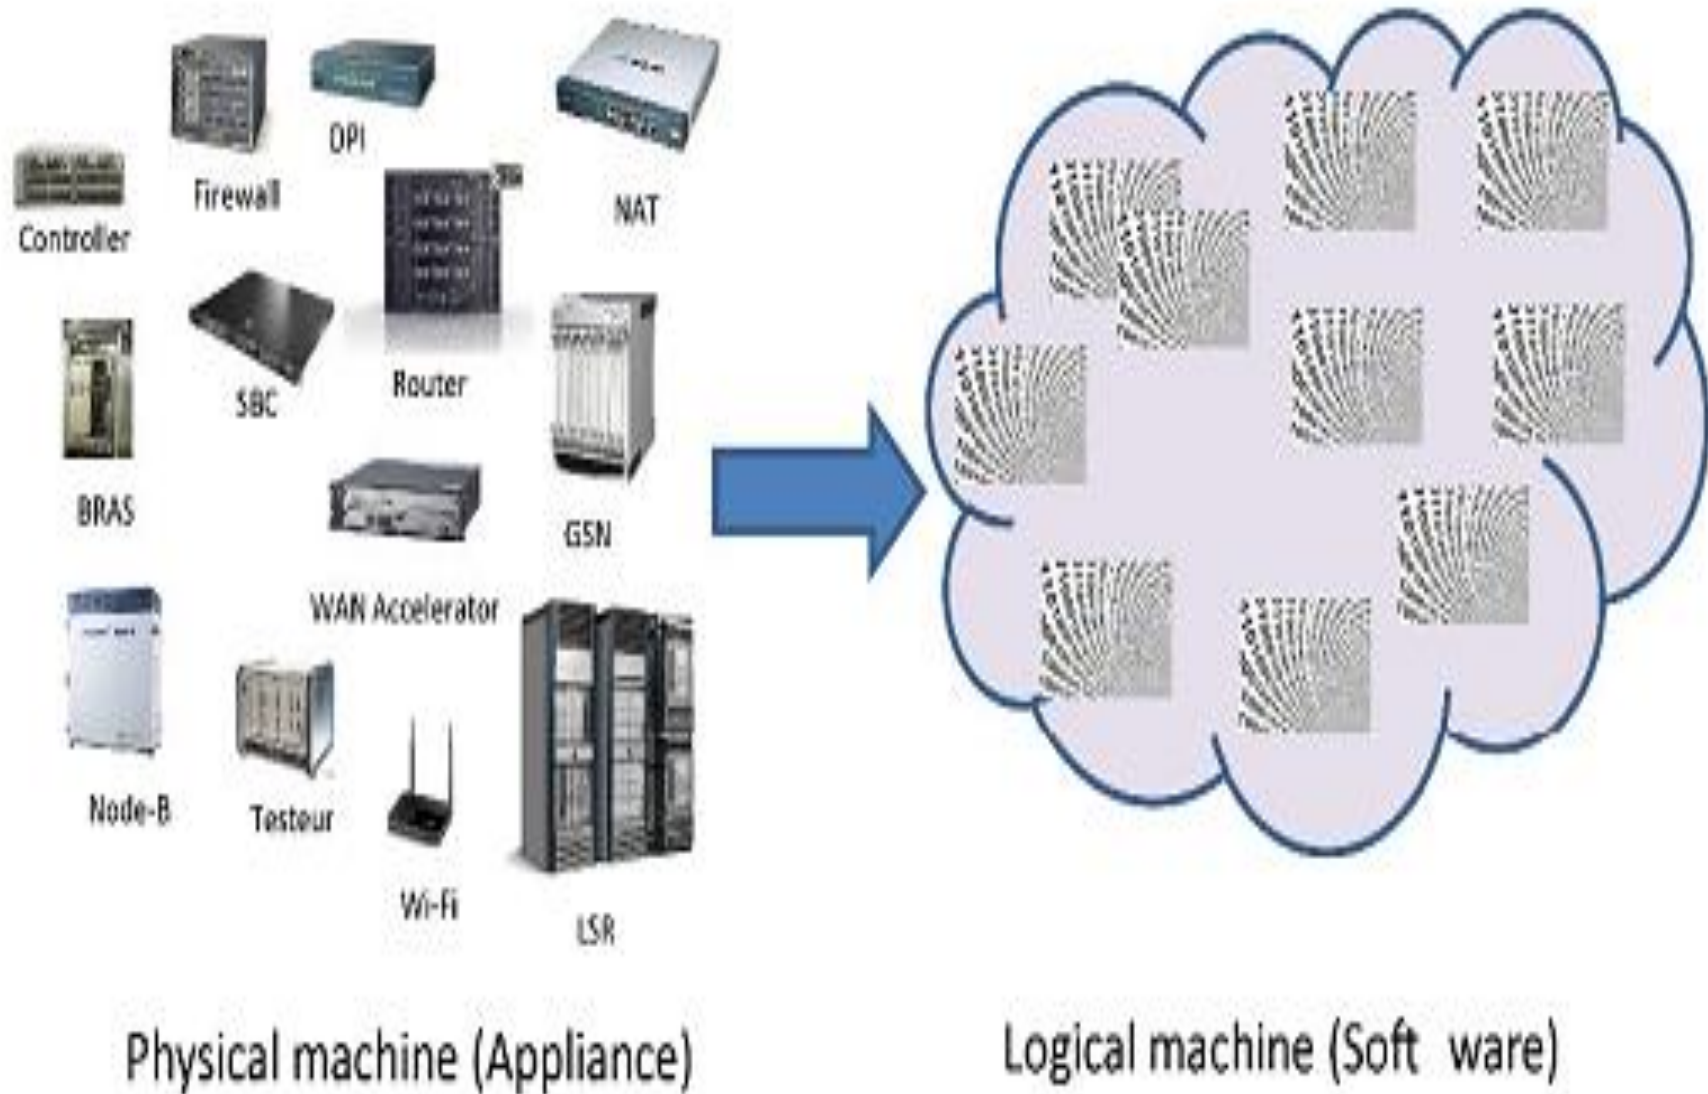 DPI
Firewall
NAT
Controller
Router
SBC
BRAS
GSN
WAN Accelerator
Node-B
Testeur
Wi-Fi
LSR
Physical machine (Appliance)
Logical machine (Soft ware)